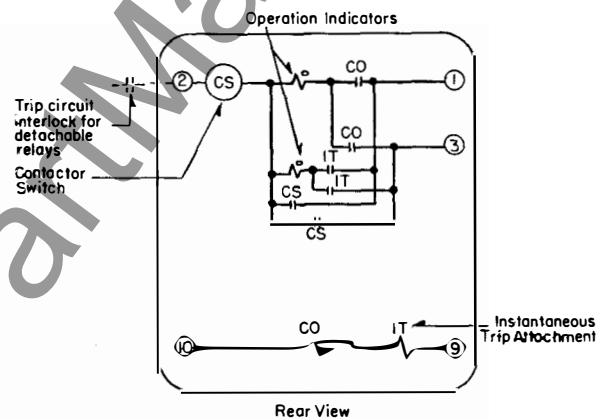 Operation Indicators
CO
2
CS
1
Trip circuit
interlock for
detachable
relays
CO
3
IT
Contactor
Switch
IT
CS
CS
CO
IT
Instantaneous
Trip Attachment
10
9
Rear View